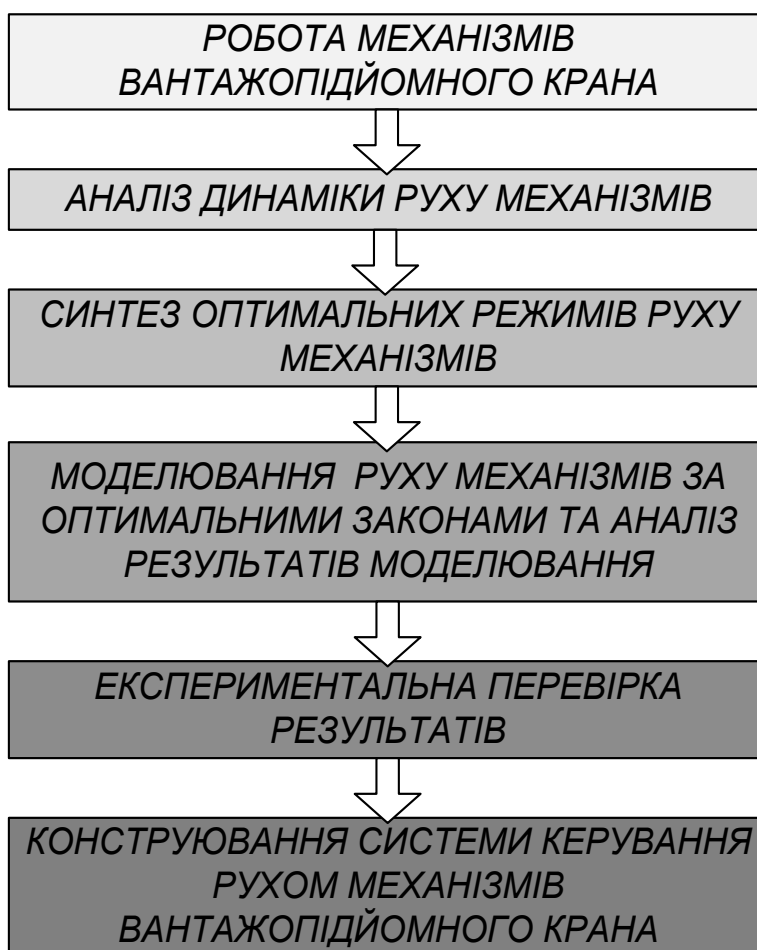 РОБОТА МЕХАНІЗМІВ
ВАНТАЖОПІДЙОМНОГО КРАНА
АНАЛІЗ ДИНАМІКИ РУХУ МЕХАНІЗМІВ
СИНТЕЗ ОПТИМАЛЬНИХ РЕЖИМІВ РУХУ
МЕХАНІЗМІВ
МОДЕЛЮВАННЯ РУХУ МЕХАНІЗМІВ ЗА
ОПТИМАЛЬНИМИ ЗАКОНАМИ ТА АНАЛІЗ
РЕЗУЛЬТАТІВ МОДЕЛЮВАННЯ
ЕКСПЕРИМЕНТАЛЬНА ПЕРЕВІРКА
РЕЗУЛЬТАТІВ
КОНСТРУЮВАННЯ СИСТЕМИ КЕРУВАННЯ
РУХОМ МЕХАНІЗМІВ
ВАНТАЖОПІДЙОМНОГО КРАНА